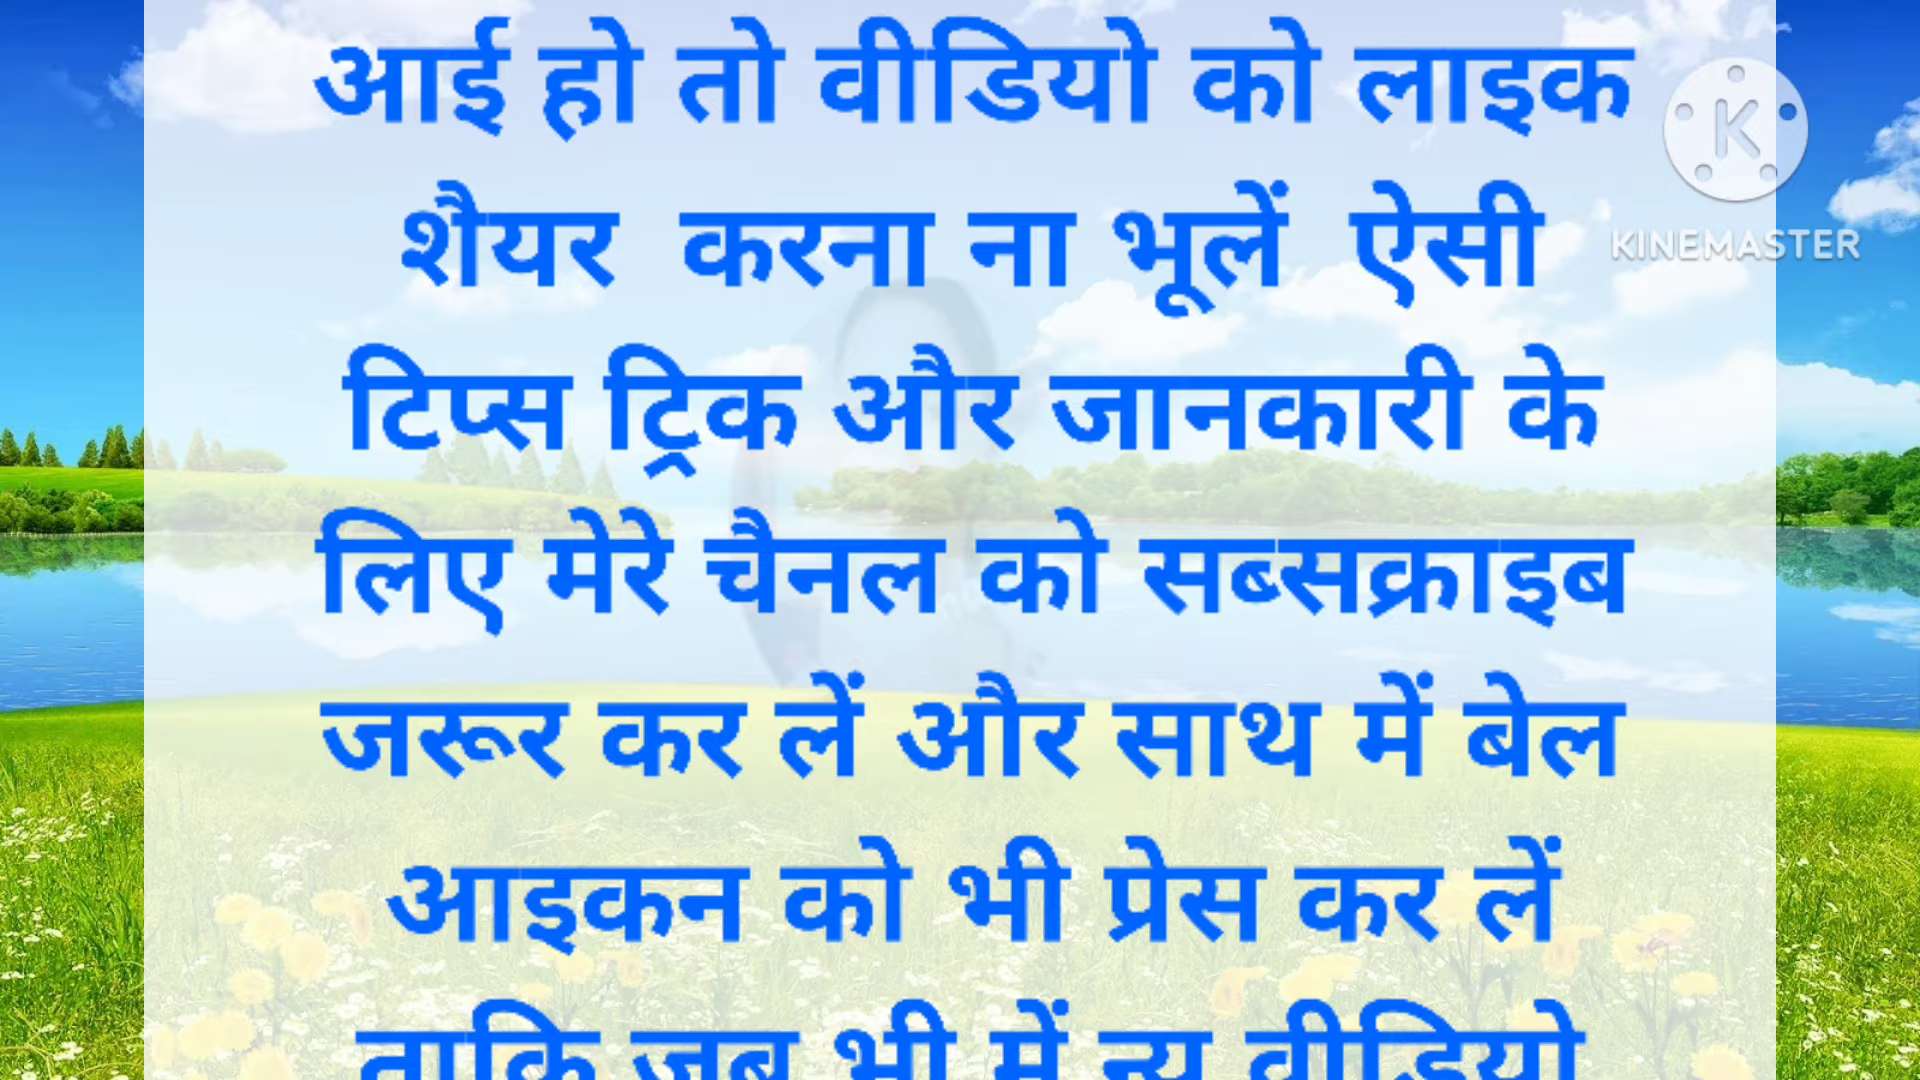 आई हो तो वीडियो को लाइक
शैयर करना ना भूलें ऐसी
टिप्स ट्रिक और जानकारी के
लिए मेरे चैनल को सब्सक्राइब
जरूर कर लें और साथ में बेल
आइकन को भी प्रेस कर लें
ताकि जब भी में न्यू वीडियो
K
KINEMASTER